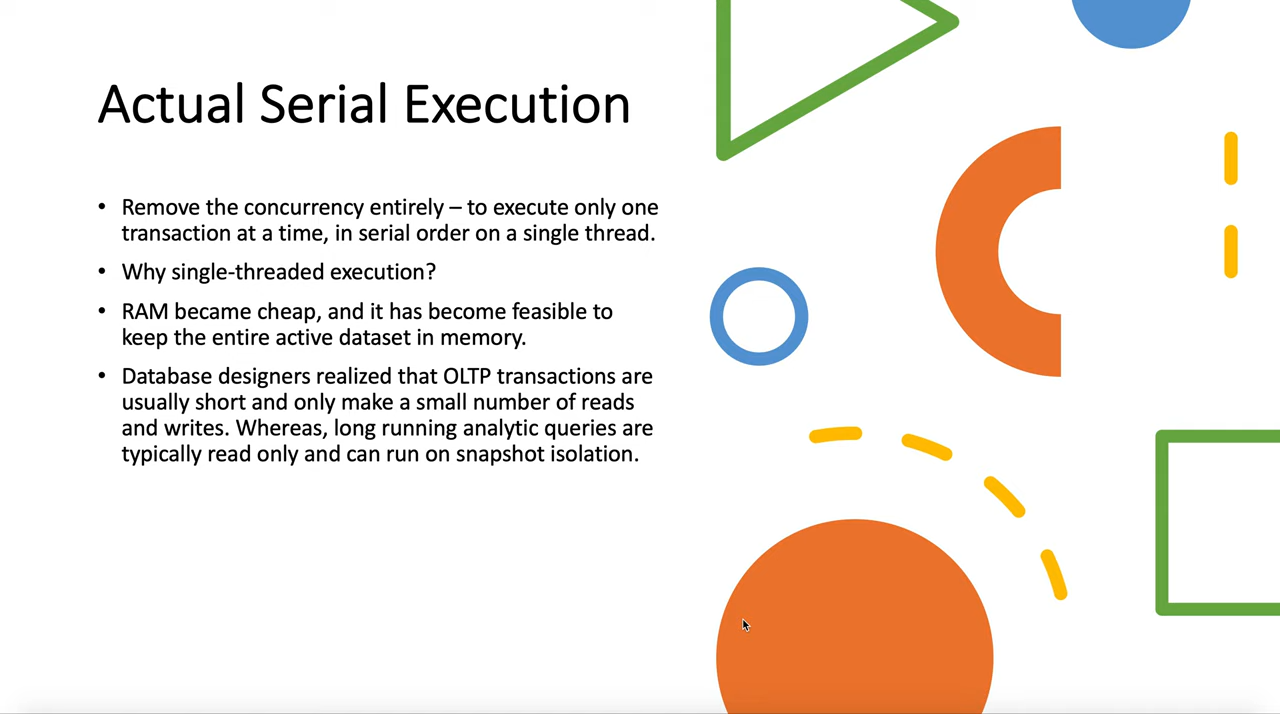 Actual Serial Execution
• Remove the concurrency entirely – to execute only one
transaction at a time, in serial order on a single thread.
• Why single-threaded execution?
• RAM became cheap, and it has become feasible to
keep the entire active dataset in memory.
• Database designers realized that OLTP transactions are
usually short and only make a small number of reads
and writes. Whereas, long running analytic queries are
typically read only and can run on snapshot isolation.